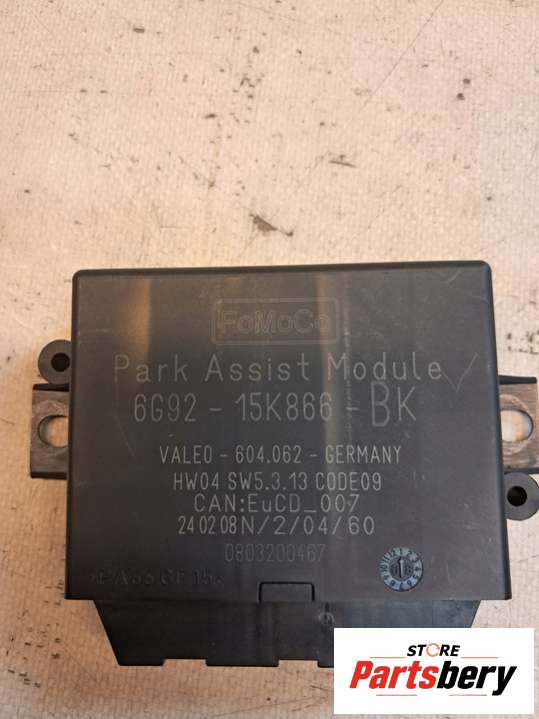 FoMoCo
Park Assist Module
6G92 - 15K866 - BK
VALEO - 604.062 - GERMANY
HW04 SW5.3.13 CODE09
CAN:EuCD_007
240208N/2/04/60
0803200467
STORE
Partsbery